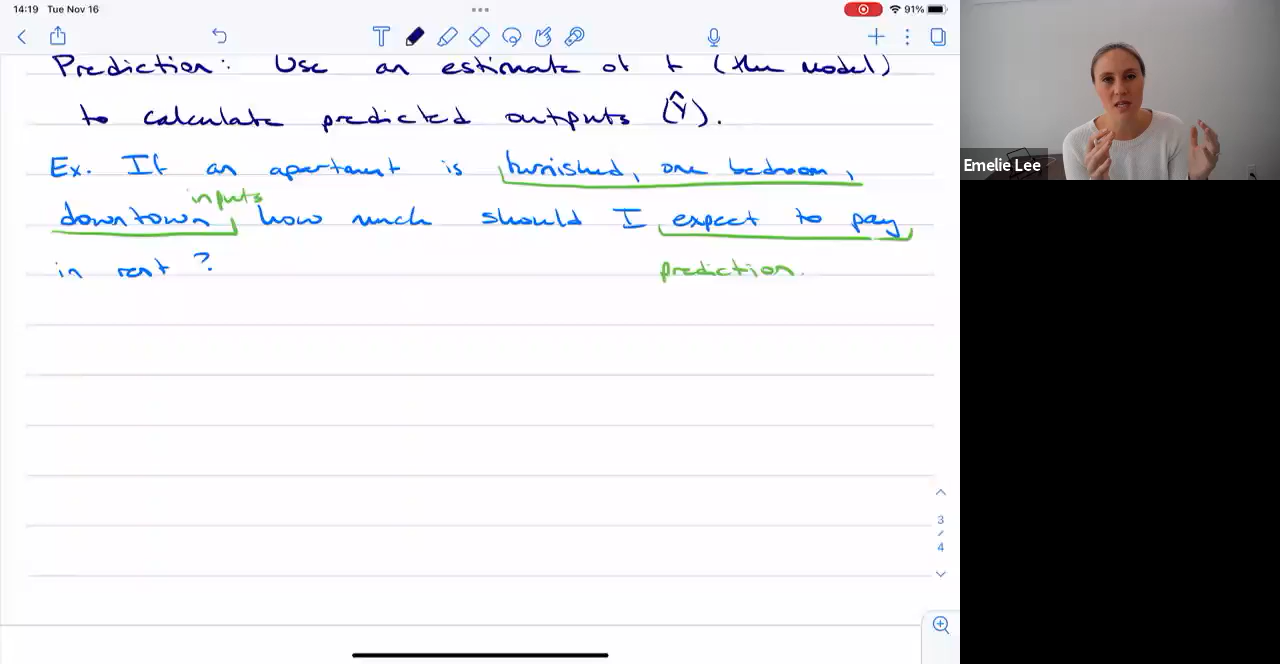 14:19 Tue Nov 16
91%
Prediction: Use an estimate of f (the model)
to calculate predicted outputs (Ŷ).
Ex. If an apartment is furnished, one bedroom,
inputs
downtown how much should I expect to pay
in rent?
prediction.
3
/
4
Emelie Lee